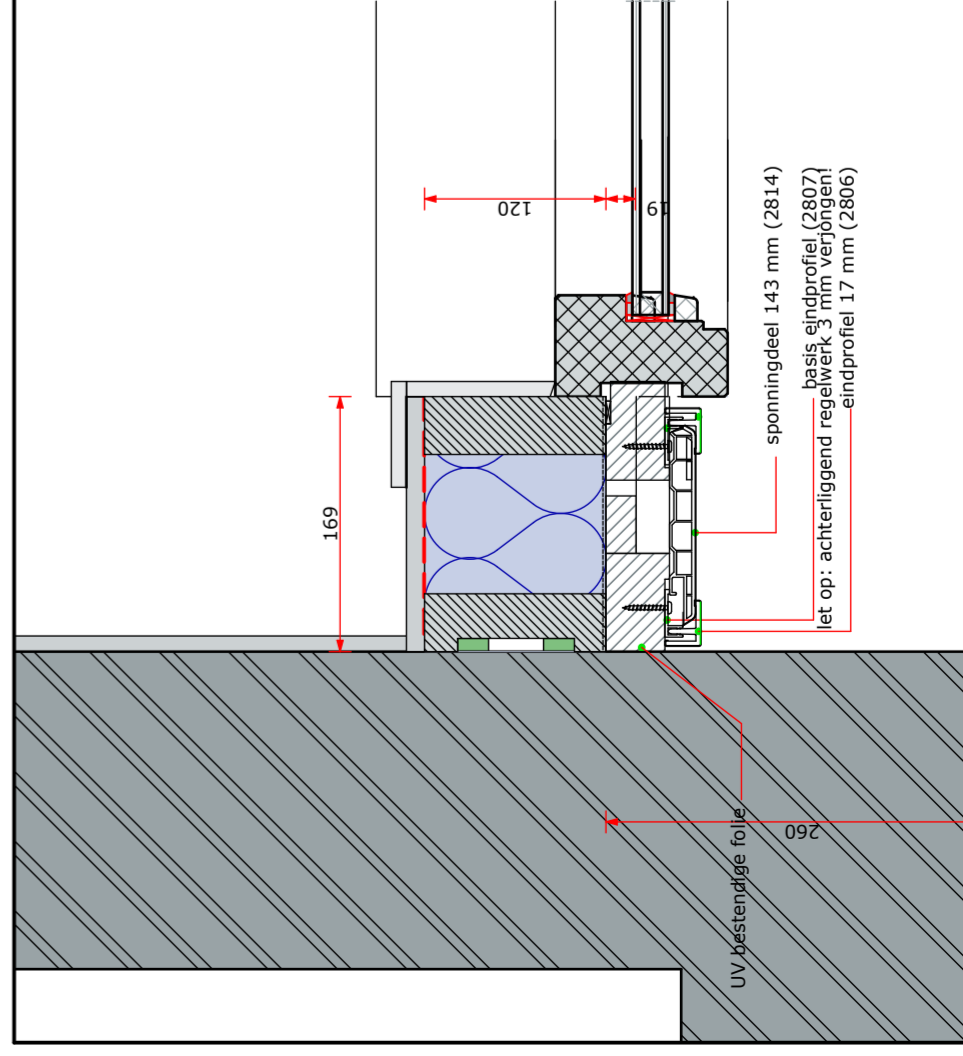 169
120
19
sponningdeel 143 mm (2814)
basis eindprofiel (2807)
let op: achterliggend regelwerk 3 mm verjongen!
eindprofiel 17 mm (2806)
UV bestendige folie
260